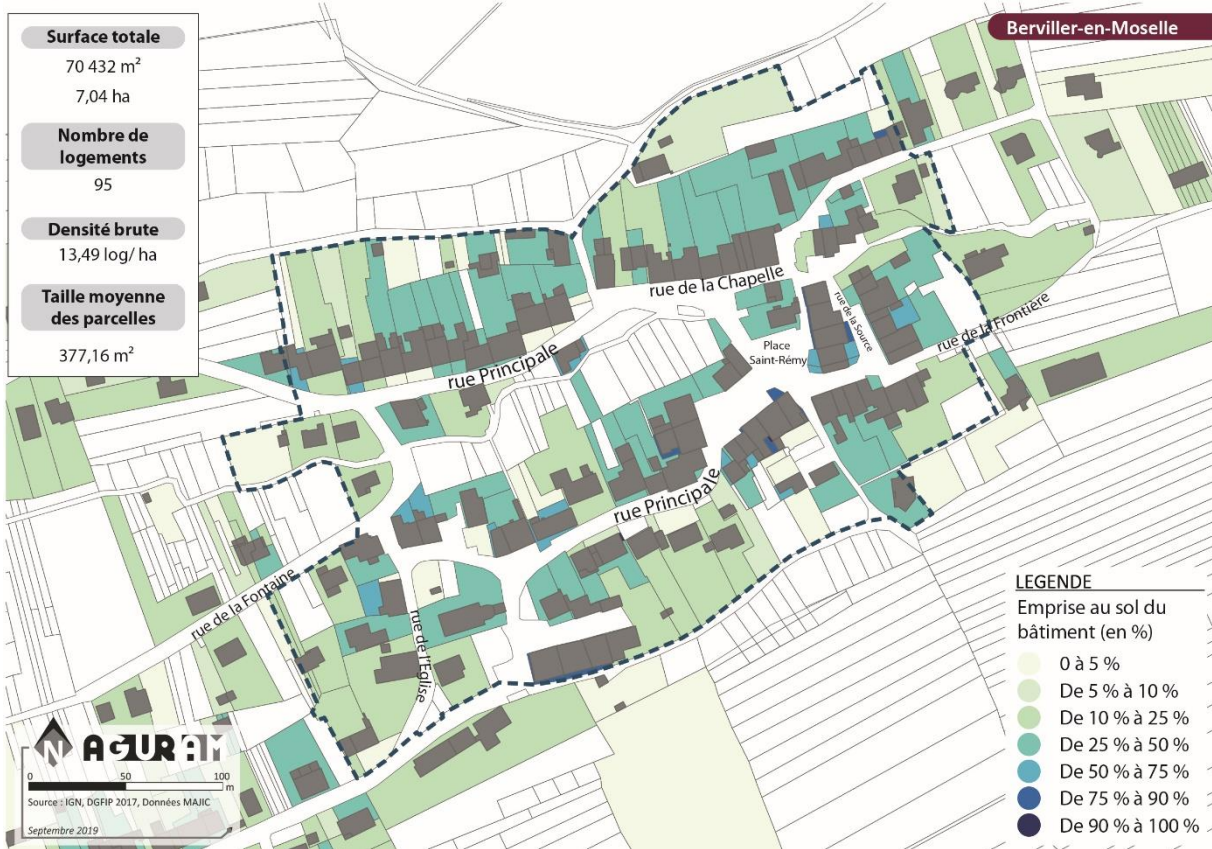 Surface totale
70 432 m²
7,04 ha
Nombre de
logements
95
Densité brute
13,49 log/ ha
Taille moyenne
des parcelles
377,16 m²
Berviller-en-Moselle
rue de la Chapelle
rue de la Source
Place
Saint-Rémy
rue de la Frontière
rue Principale
rue Principale
rue de la Fontaine
rue de l'Eglise
LEGENDE
Emprise au sol du
bâtiment (en %)
0 à 5 %
De 5 % à 10 %
De 10 % à 25 %
De 25 % à 50 %
De 50 % à 75 %
De 75 % à 90 %
De 90 % à 100 %
N AGURAM
0 50 100
m
Source : IGN, DGFIP 2017, Données MAJIC
Septembre 2019